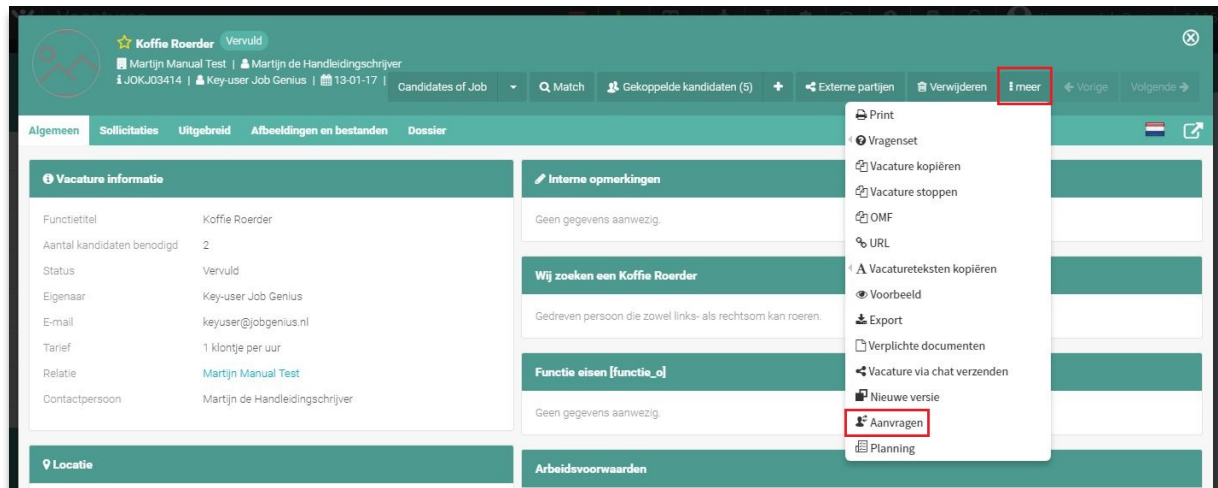 Koffie Roerder Vervuld
Martijn Manual Test | Martijn de Handleidingschrijver
JOKJ03414 | Key-user Job Genius | 13-01-17 |
Candidates of Job Match Gekoppelde kandidaten (5) + Externe partijen Verwijderen meer Vorige Volgende
Algemeen Sollicitaties Uitgebreid Afbeeldingen en bestanden Dossier
Print
Vragenset
Vacature kopiëren
Vacature stoppen
OMF
URL
Vacatureteksten kopiëren
Voorbeeld
Export
Verplichte documenten
Vacature via chat verzenden
Nieuwe versie
Aanvragen
Planning
Vacature informatie
Functietitel Koffie Roerder
Aantal kandidaten benodigd 2
Status Vervuld
Eigenaar Key-user Job Genius
E-mail keyuser@jobgenius.nl
Tarief 1 klontje per uur
Relatie Martijn Manual Test
Contactpersoon Martijn de Handleidingschrijver
Locatie
Interne opmerkingen
Geen gegevens aanwezig.
Wij zoeken een Koffie Roerder
Gedreven persoon die zowel links- als rechtsom kan roeren.
Functie eisen [functie_o]
Geen gegevens aanwezig.
Arbeidsvoorwaarden